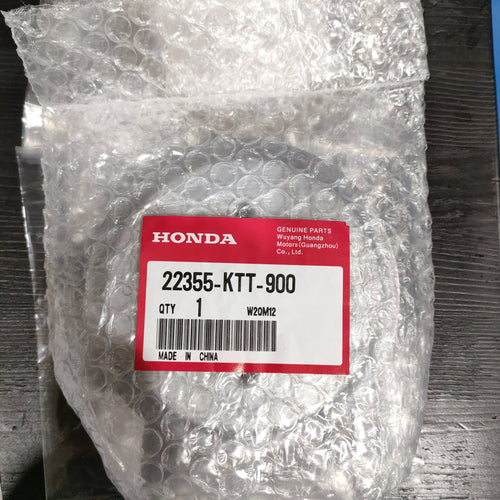 HONDA
GENUINE PARTS
Wuyang Honda
Motors(Guangzhou)
Co., Ltd.
22355-KTT-900
QTY 1 W20M12
MADE IN CHINA